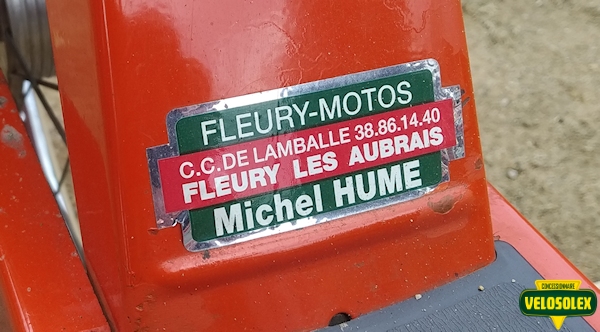 FLEURY-MOTOS
C.C. DE LAMBALLE 38.86.14.40
FLEURY LES AUBRAIS
Michel HUME
CONCESSIONNAIRE
VELOSOLEX